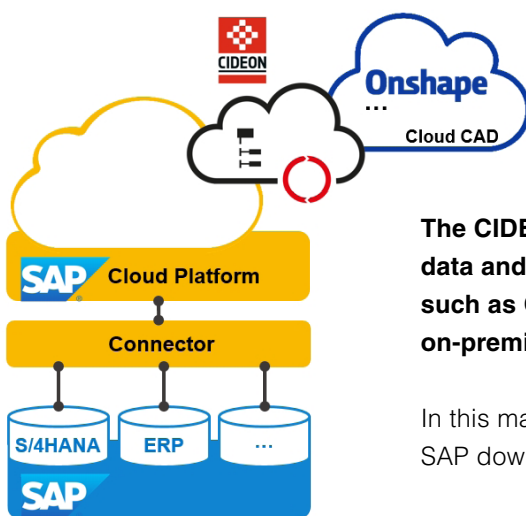 CIDEON
Onshape
...
Cloud CAD
SAP® Cloud Platform
Connector
S/4HANA
ERP
...
SAP
The CIDE
data and
such as
on-premi
In this ma
SAP dow